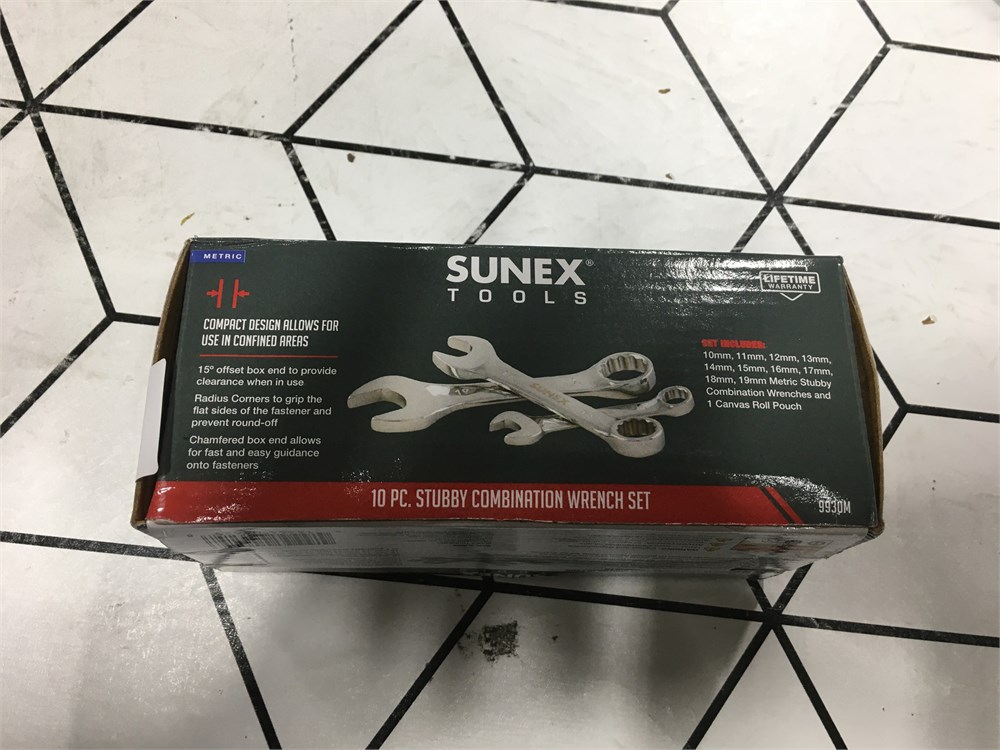 METRIC
SUNEX®
TOOLS
LIFETIME
WARRANTY
COMPACT DESIGN ALLOWS FOR
USE IN CONFINED AREAS
15° offset box end to provide
clearance when in use
Radius Corners to grip the
flat sides of the fastener and
prevent round-off
Chamfered box end allows
for fast and easy guidance
onto fasteners
SET INCLUDES:
10mm, 11mm, 12mm, 13mm,
14mm, 15mm, 16mm, 17mm,
18mm, 19mm Metric Stubby
Combination Wrenches and
1 Canvas Roll Pouch
10 PC. STUBBY COMBINATION WRENCH SET
9930M